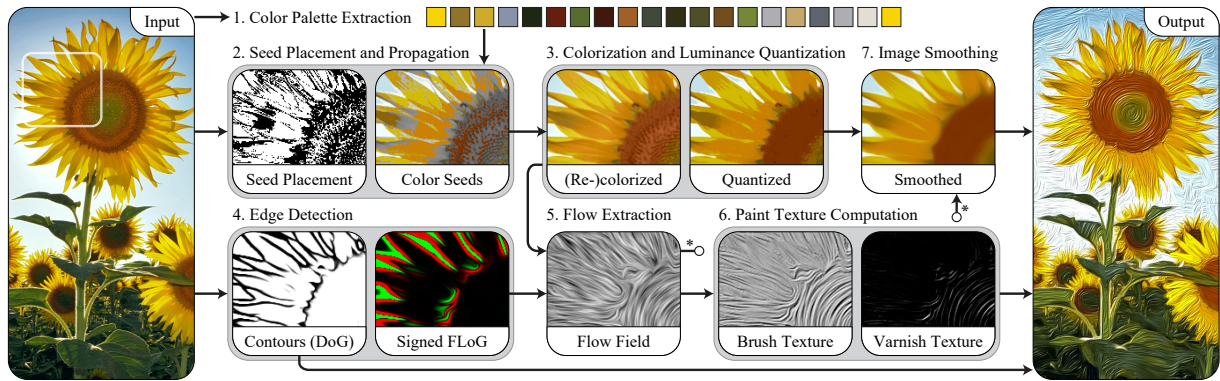 Input
1. Color Palette Extraction
Output
2. Seed Placement and Propagation
3. Colorization and Luminance Quantization
7. Image Smoothing
Seed Placement
Color Seeds
(Re-)colorized
Quantized
Smoothed
*
4. Edge Detection
5. Flow Extraction
6. Paint Texture Computation
*
Contours (DoG)
Signed FLoG
Flow Field
Brush Texture
Varnish Texture